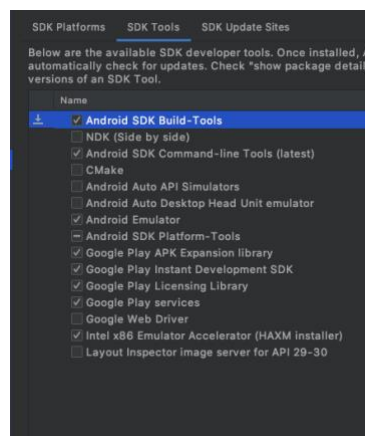 SDK Platforms SDK Tools SDK Update Sites
Below are the available SDK developer tools. Once installed,
automatically check for updates. Check "show package detai
versions of an SDK Tool.
Name
Android SDK Build-Tools
NDK (Side by side)
Android SDK Command-line Tools (latest)
CMake
Android Auto API Simulators
Android Auto Desktop Head Unit emulator
Android Emulator
Android SDK Platform-Tools
Google Play APK Expansion library
Google Play Instant Development SDK
Google Play Licensing Library
Google Play services
Google Web Driver
Intel x86 Emulator Accelerator (HAXM installer)
Layout Inspector image server for API 29-30